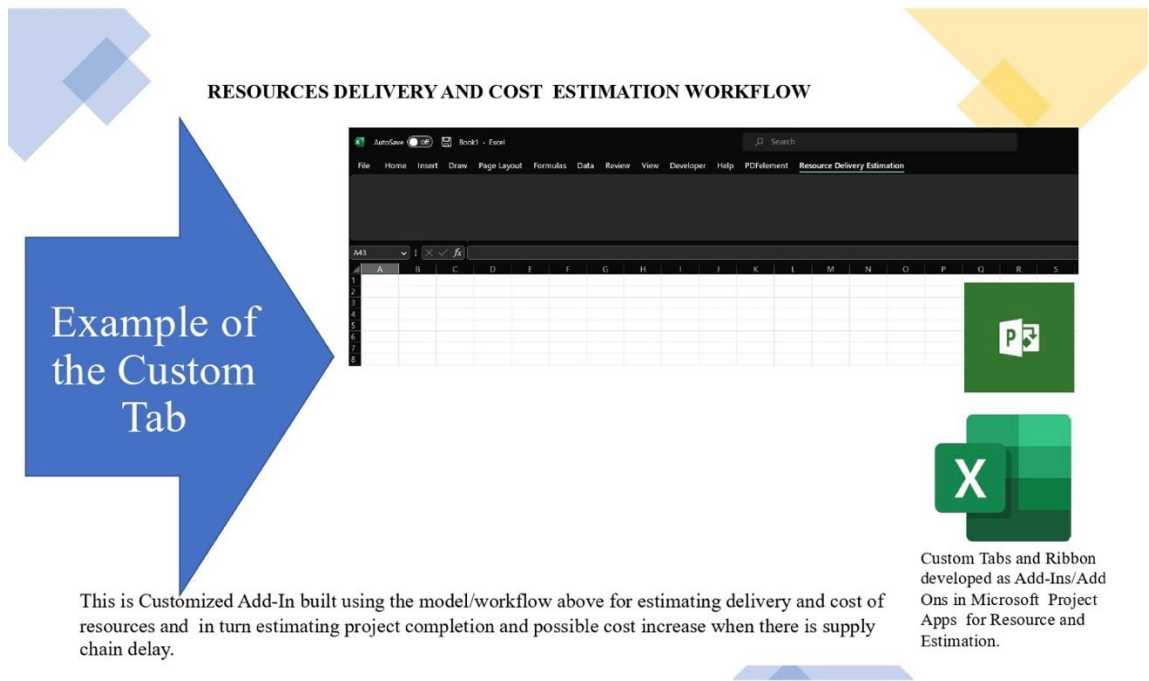 RESOURCES DELIVERY AND COST ESTIMATION WORKFLOW
AutoSave Off Book1 - Excel Search
File Home Insert Draw Page Layout Formulas Data Review View Developer Help PDFelement Resource Delivery Estimation
A43 fx
A B C D E F G H I J K L M N O P Q R S
1
2
3
4
5
6
7
8
Example of
the Custom
Tab
P
X
Custom Tabs and Ribbon
developed as Add-Ins/Add
Ons in Microsoft Project
Apps for Resource and
Estimation.
This is Customized Add-In built using the model/workflow above for estimating delivery and cost of
resources and in turn estimating project completion and possible cost increase when there is supply
chain delay.